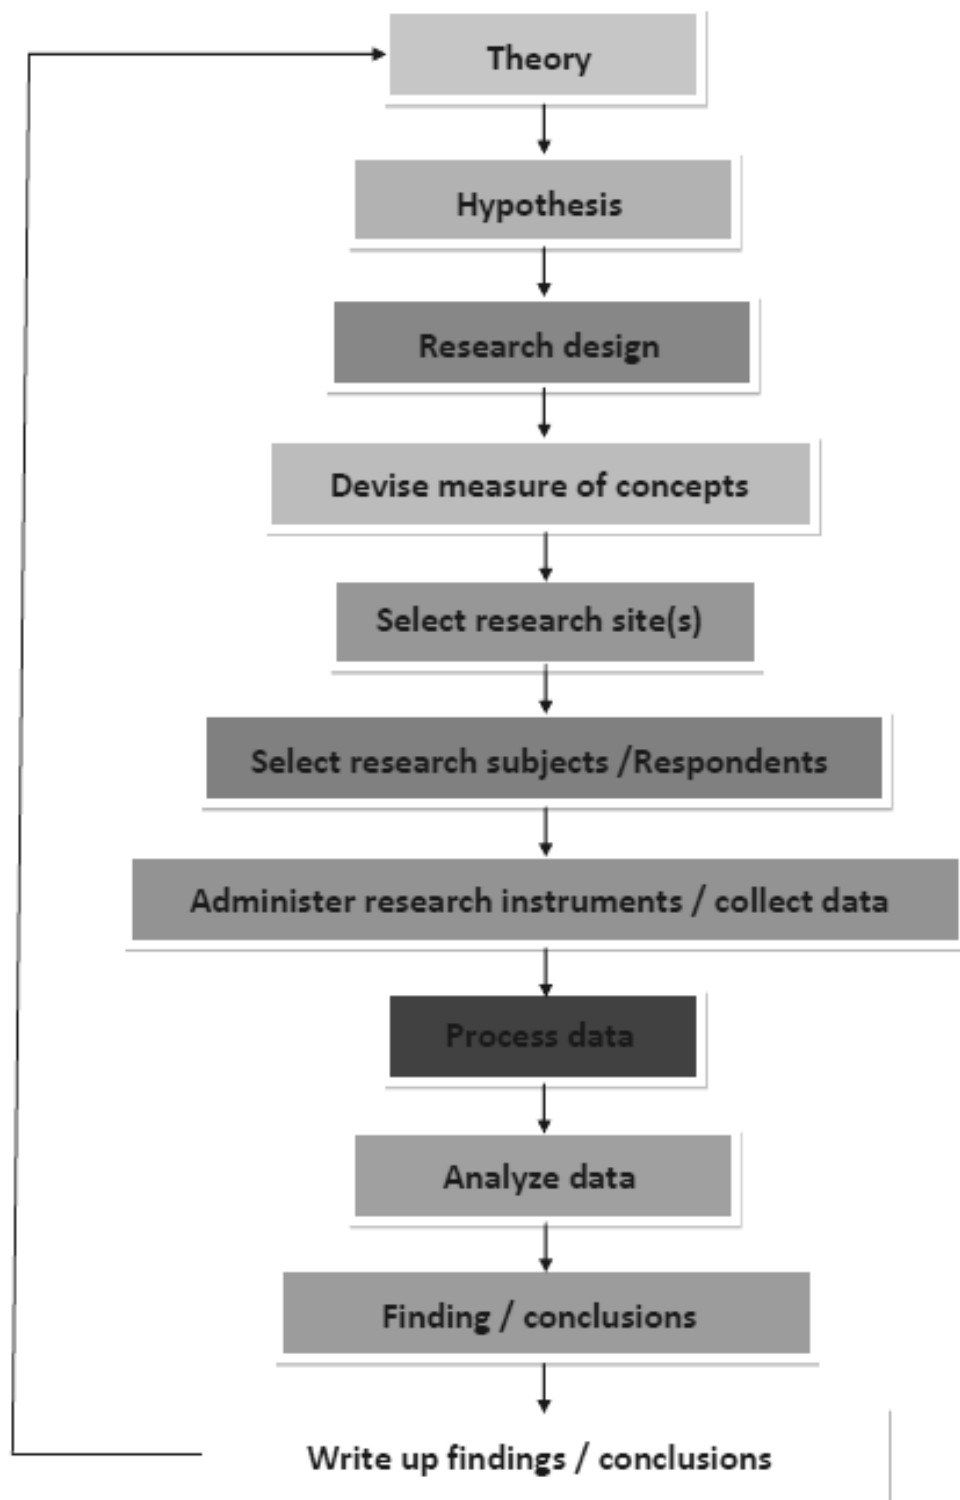 Theory
Hypothesis
Research design
Devise measure of concepts
Select research site(s)
Select research subjects /Respondents
Administer research instruments / collect data
Process data
Analyze data
Finding / conclusions
Write up findings / conclusions